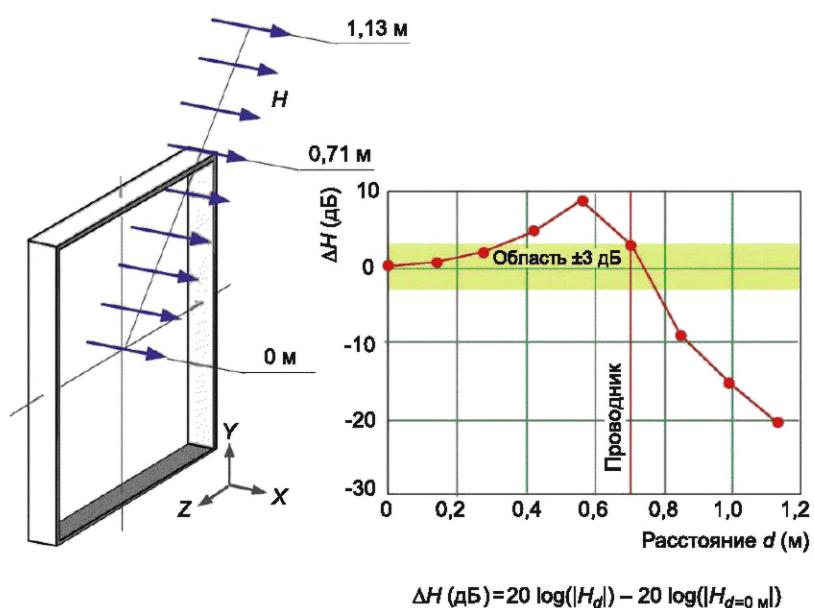 1,13 м
H
0,71 м
0 м
Y
X
Z
ΔH (дБ)
10
0
-10
-20
-30
Область ±3 дБ
Проводник
0 0,2 0,4 0,6 0,8 1,0 1,2
Расстояние d (м)
ΔH (дБ)=20 log(|H_d|) – 20 log(|H_{d=0 м}|)